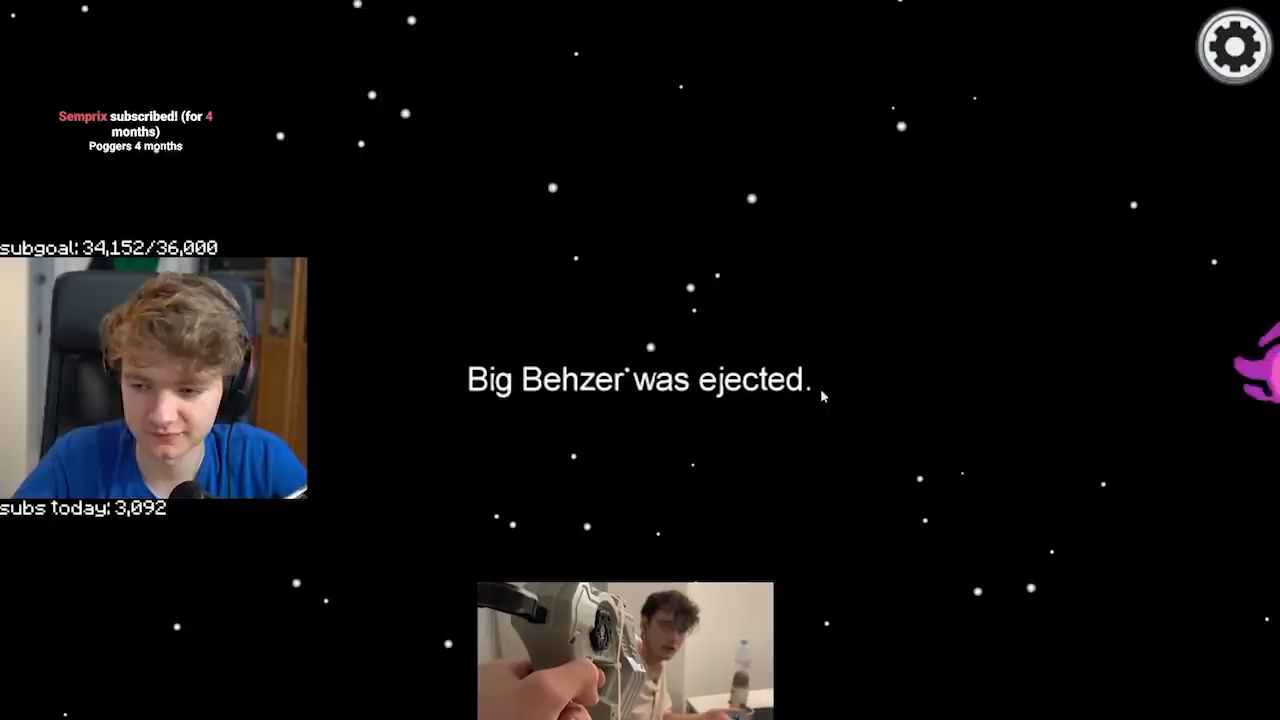 Semprix subscribed! (for 4
months)
Poggers 4 months
subgoal: 34,152/36,000
Big Behzer was ejected.
subs today: 3,092